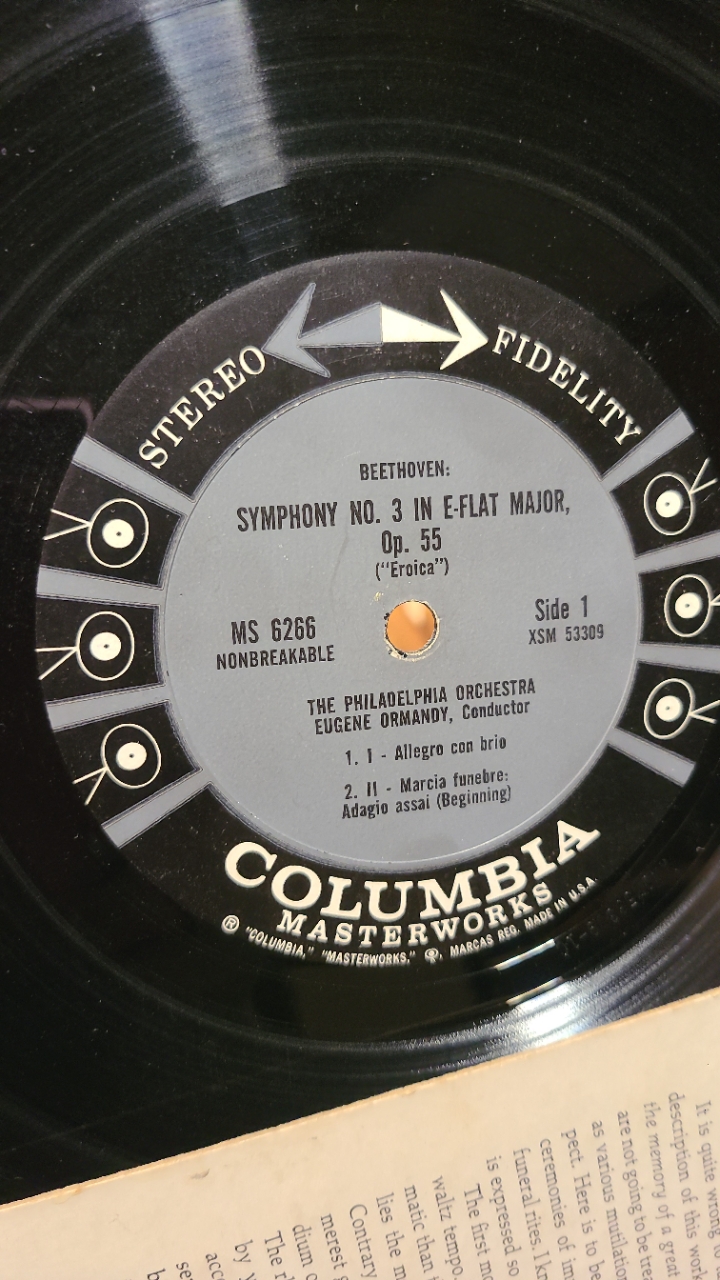 STEREO FIDELITY
BEETHOVEN:
SYMPHONY NO. 3 IN E-FLAT MAJOR,
Op. 55
("Eroica")
MS 6266
NONBREAKABLE
Side 1
XSM 53309
THE PHILADELPHIA ORCHESTRA
EUGENE ORMANDY, Conductor
1. I - Allegro con brio
2. II - Marcia funebre:
Adagio assai (Beginning)
COLUMBIA
MASTERWORKS
® "COLUMBIA," "MASTERWORKS," MARCAS REG. MADE IN U.S.A.
It is quite wrong to
description of this work
the memory of a great
are not going to be
as various
pect. Here is to be
ceremonies of
funeral rites. I
is expressed so
The first
waltz tempo.
matic than
lies the
Contrary
merest
dium
The
by